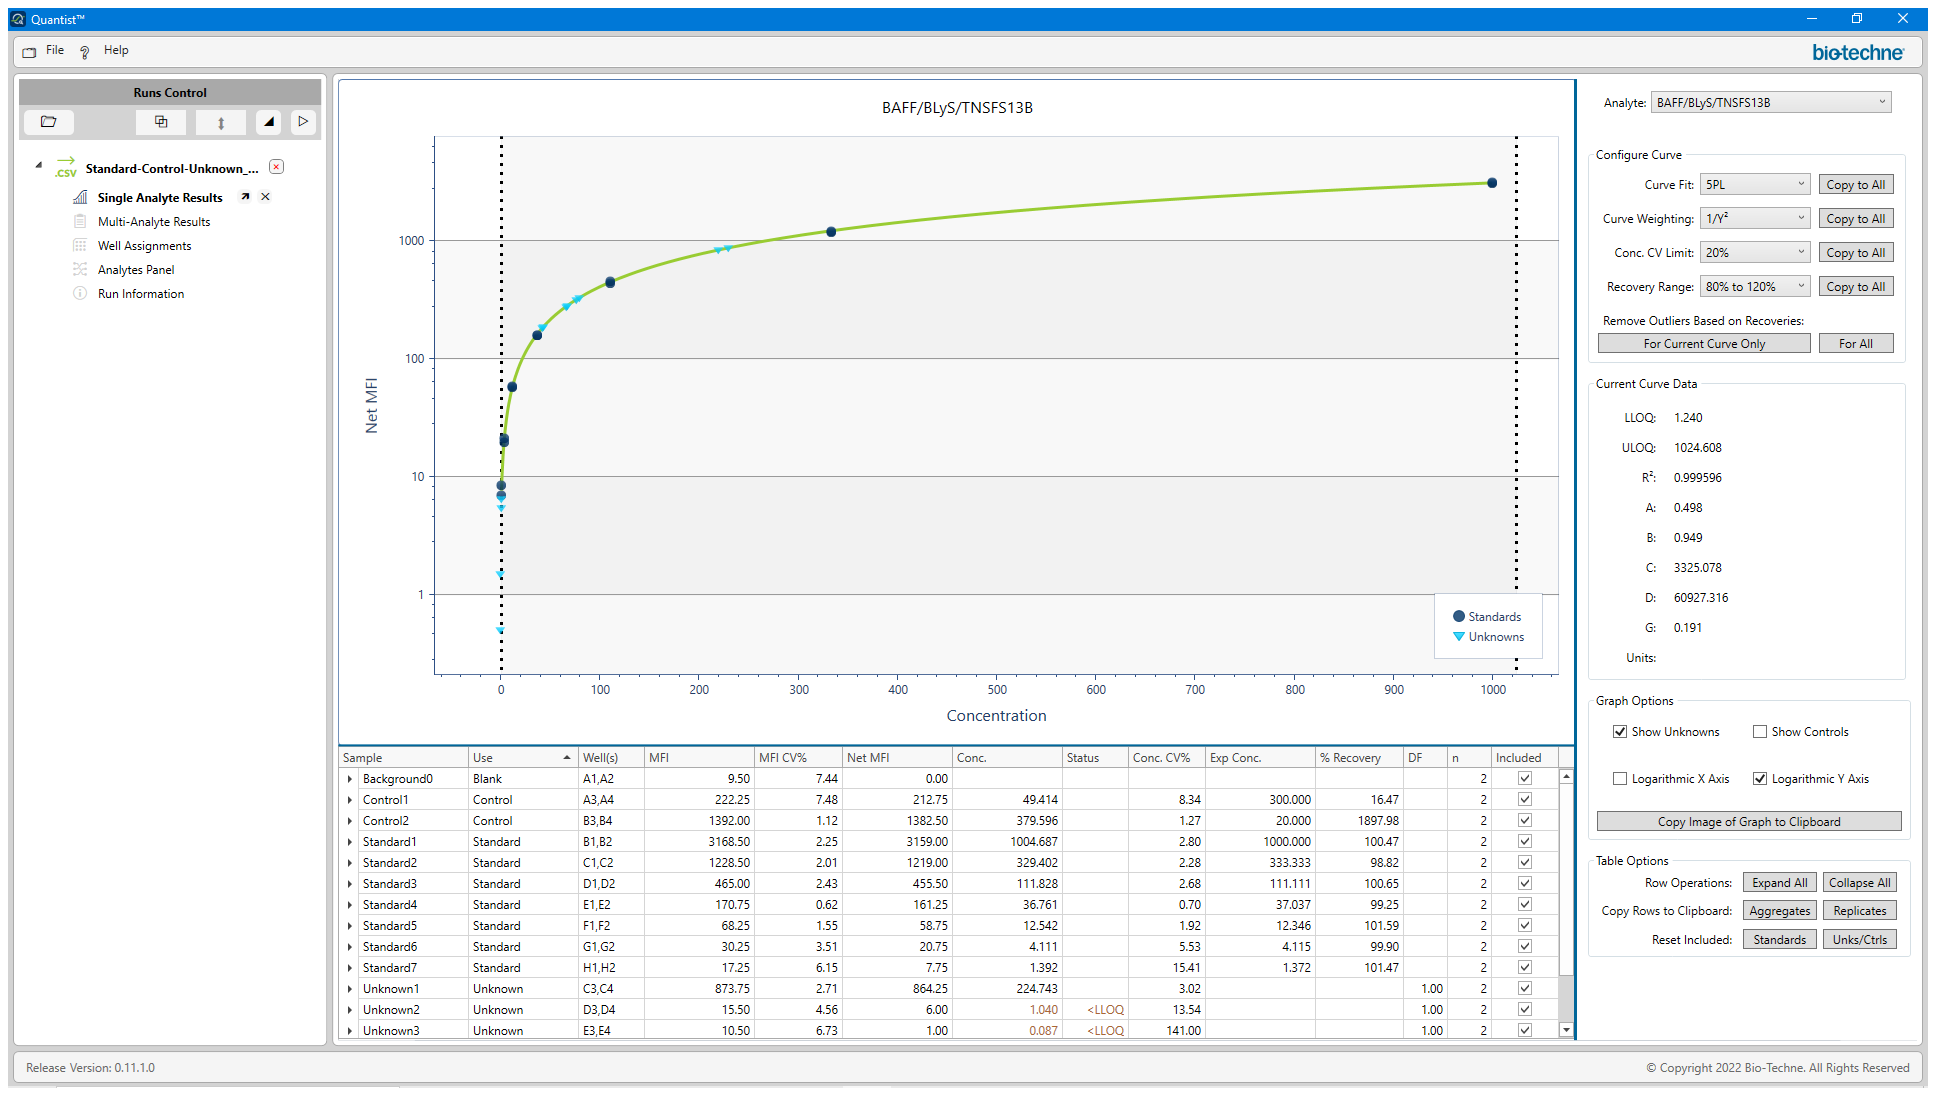 Quantist™
File Help
bio-techne
Runs Control
.CSV Standard-Control-Unknown_...
Single Analyte Results
Multi-Analyte Results
Well Assignments
Analytes Panel
Run Information
BAFF/BLyS/TNSFS13B
1000
100
10
1
Net MFI
0 100 200 300 400 500 600 700 800 900 1000
Concentration
Standards
Unknowns
Sample Use Well(s) MFI MFI CV% Net MFI Conc. Status Conc. CV% Exp Conc. % Recovery DF n Included
Background0 Blank A1,A2 9.50 7.44 0.00 2
Control1 Control A3,A4 222.25 7.48 212.75 49.414 8.34 300.000 16.47 2
Control2 Control B3,B4 1392.00 1.12 1382.50 379.596 1.27 20.000 1897.98 2
Standard1 Standard B1,B2 3168.50 2.25 3159.00 1004.687 2.80 1000.000 100.47 2
Standard2 Standard C1,C2 1228.50 2.01 1219.00 329.402 2.28 333.333 98.82 2
Standard3 Standard D1,D2 465.00 2.43 455.50 111.828 2.68 111.111 100.65 2
Standard4 Standard E1,E2 170.75 0.62 161.25 36.761 0.70 37.037 99.25 2
Standard5 Standard F1,F2 68.25 1.55 58.75 12.542 1.92 12.346 101.59 2
Standard6 Standard G1,G2 30.25 3.51 20.75 4.111 5.53 4.115 99.90 2
Standard7 Standard H1,H2 17.25 6.15 7.75 1.392 15.41 1.372 101.47 2
Unknown1 Unknown C3,C4 873.75 2.71 864.25 224.743 3.02 1.00 2
Unknown2 Unknown D3,D4 15.50 4.56 6.00 1.040 <LLOQ 13.54 1.00 2
Unknown3 Unknown E3,E4 10.50 6.73 1.00 0.087 <LLOQ 141.00 1.00 2
Analyte: BAFF/BLyS/TNSFS13B
Configure Curve
Curve Fit: 5PL Copy to All
Curve Weighting: 1/Y² Copy to All
Conc. CV Limit: 20% Copy to All
Recovery Range: 80% to 120% Copy to All
Remove Outliers Based on Recoveries:
For Current Curve Only For All
Current Curve Data
LLOQ: 1.240
ULOQ: 1024.608
R²: 0.999596
A: 0.498
B: 0.949
C: 3325.078
D: 60927.316
G: 0.191
Units:
Graph Options
Show Unknowns Show Controls
Logarithmic X Axis Logarithmic Y Axis
Copy Image of Graph to Clipboard
Table Options
Row Operations: Expand All Collapse All
Copy Rows to Clipboard: Aggregates Replicates
Reset Included: Standards Unks/Ctrls
Release Version: 0.11.1.0
© Copyright 2022 Bio-Techne. All Rights Reserved